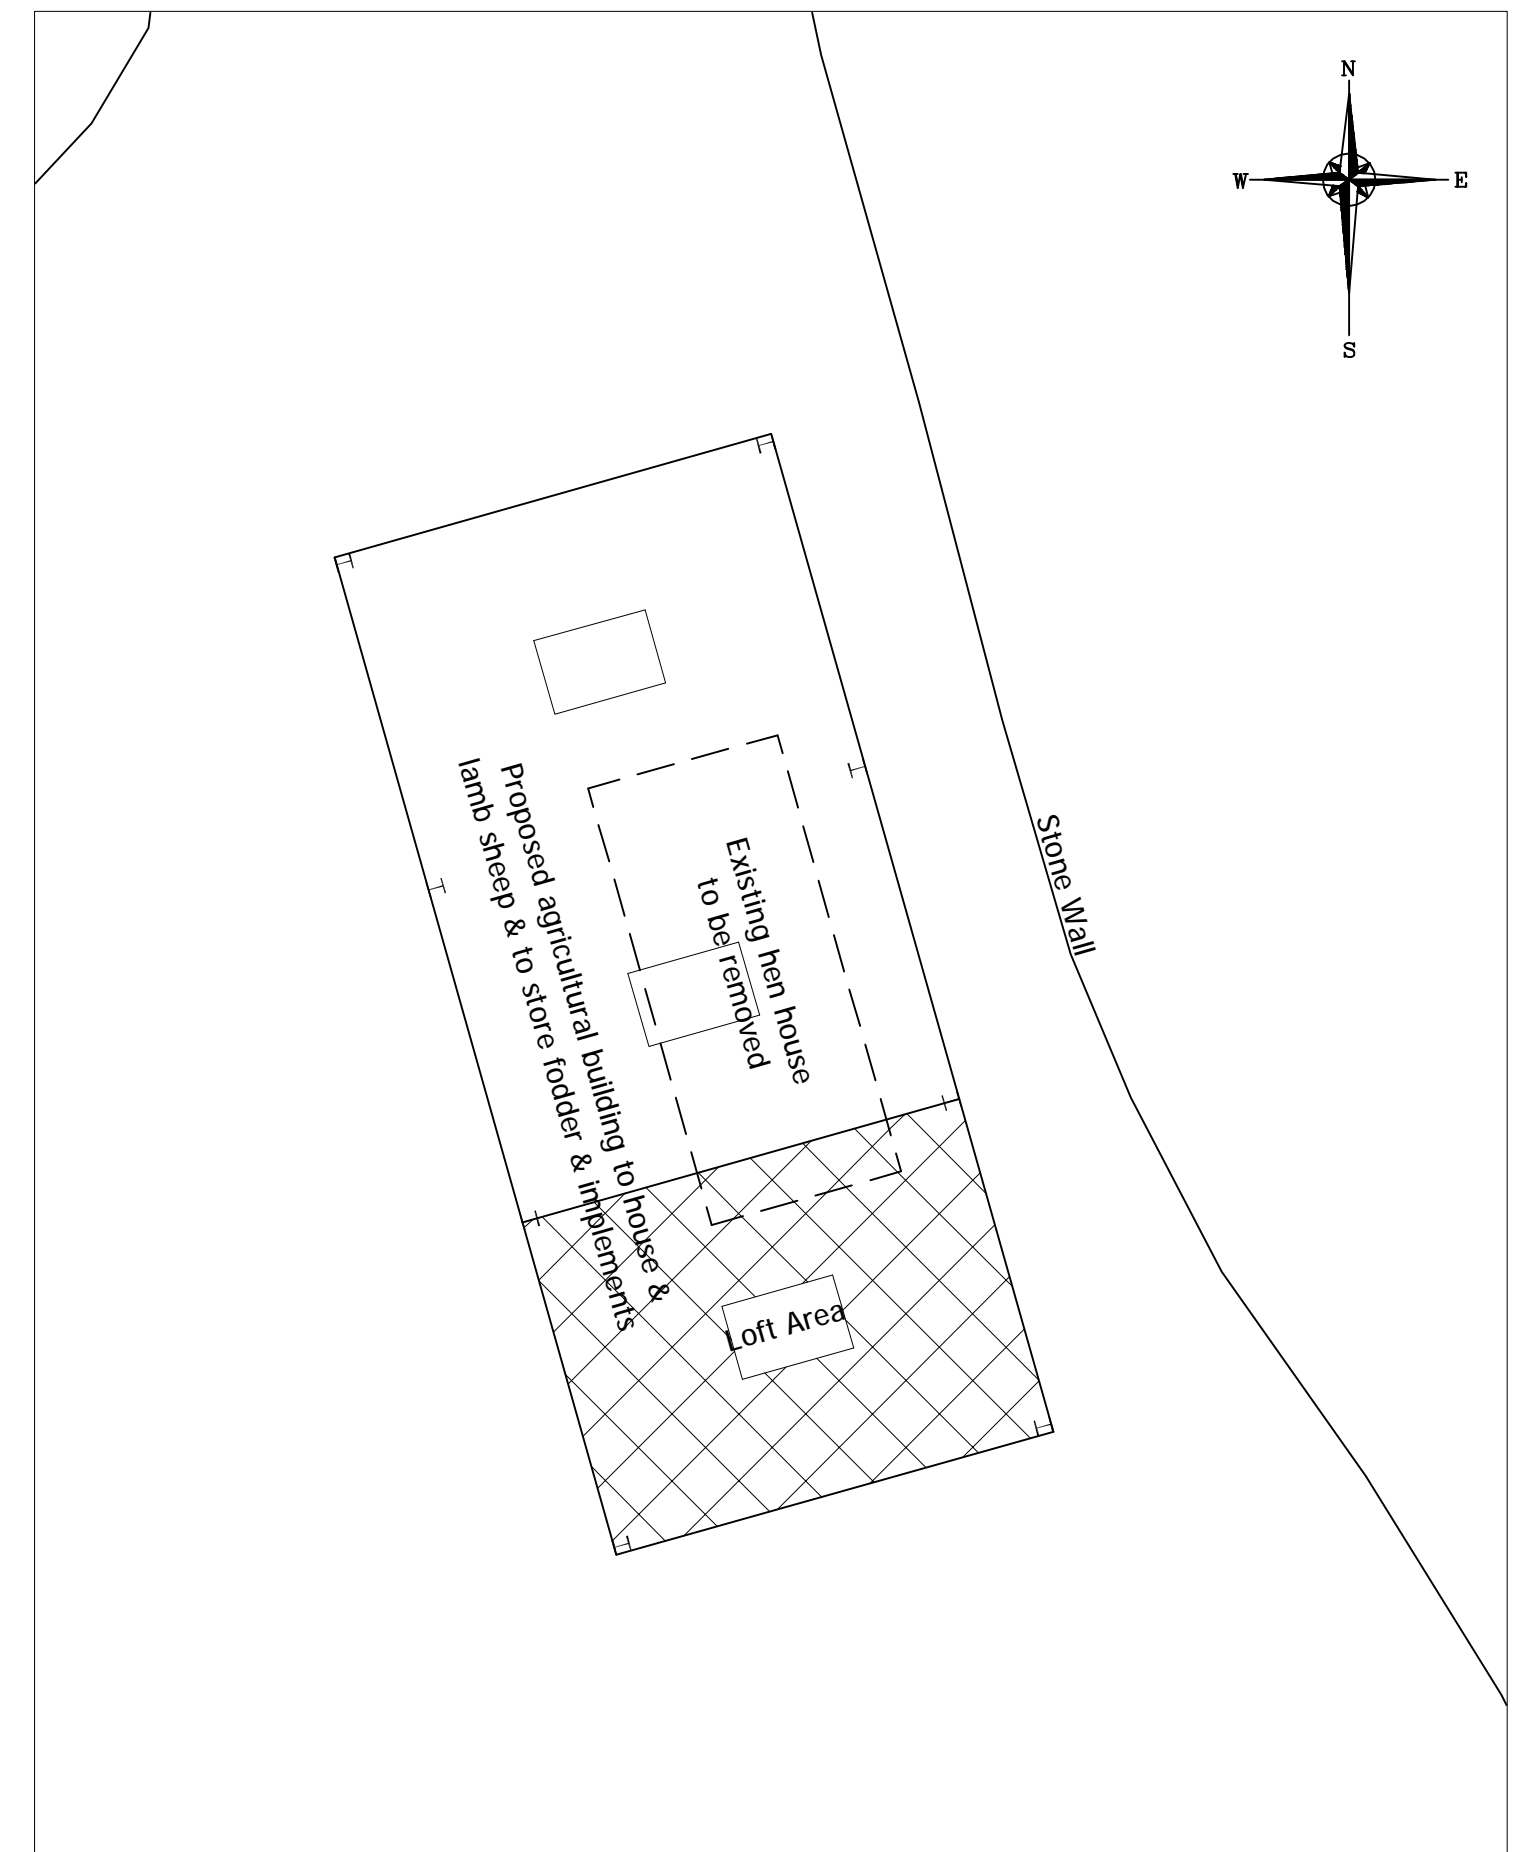 N
W
E
S
Stone Wall
Existing hen house
to be removed
Proposed agricultural building to house &
lamb sheep & to store fodder & implements
Loft Area